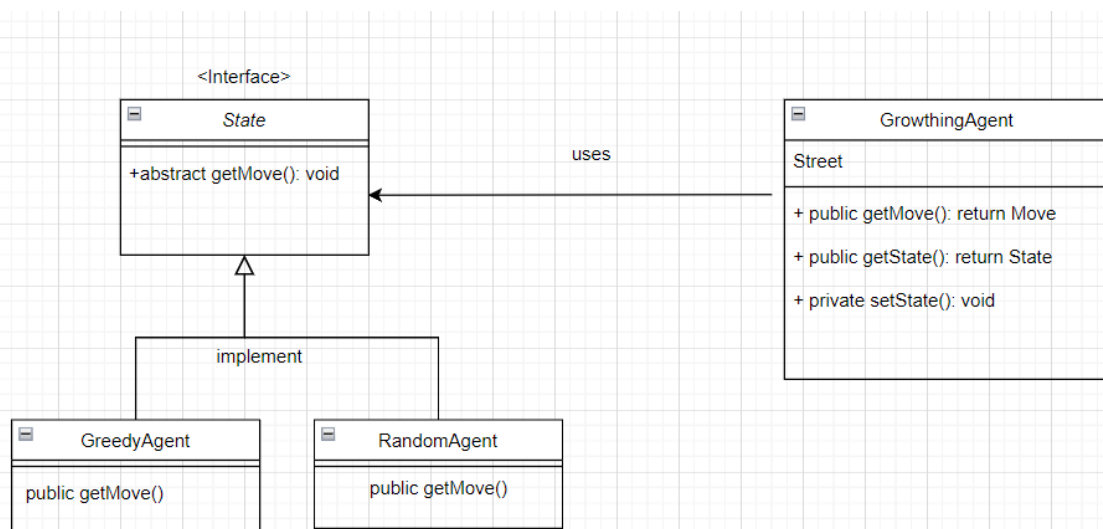 <Interface>
State
+abstract getMove(): void
uses
GrowthingAgent
Street
+ public getMove(): return Move
+ public getState(): return State
+ private setState(): void
implement
GreedyAgent
public getMove()
RandomAgent
public getMove()